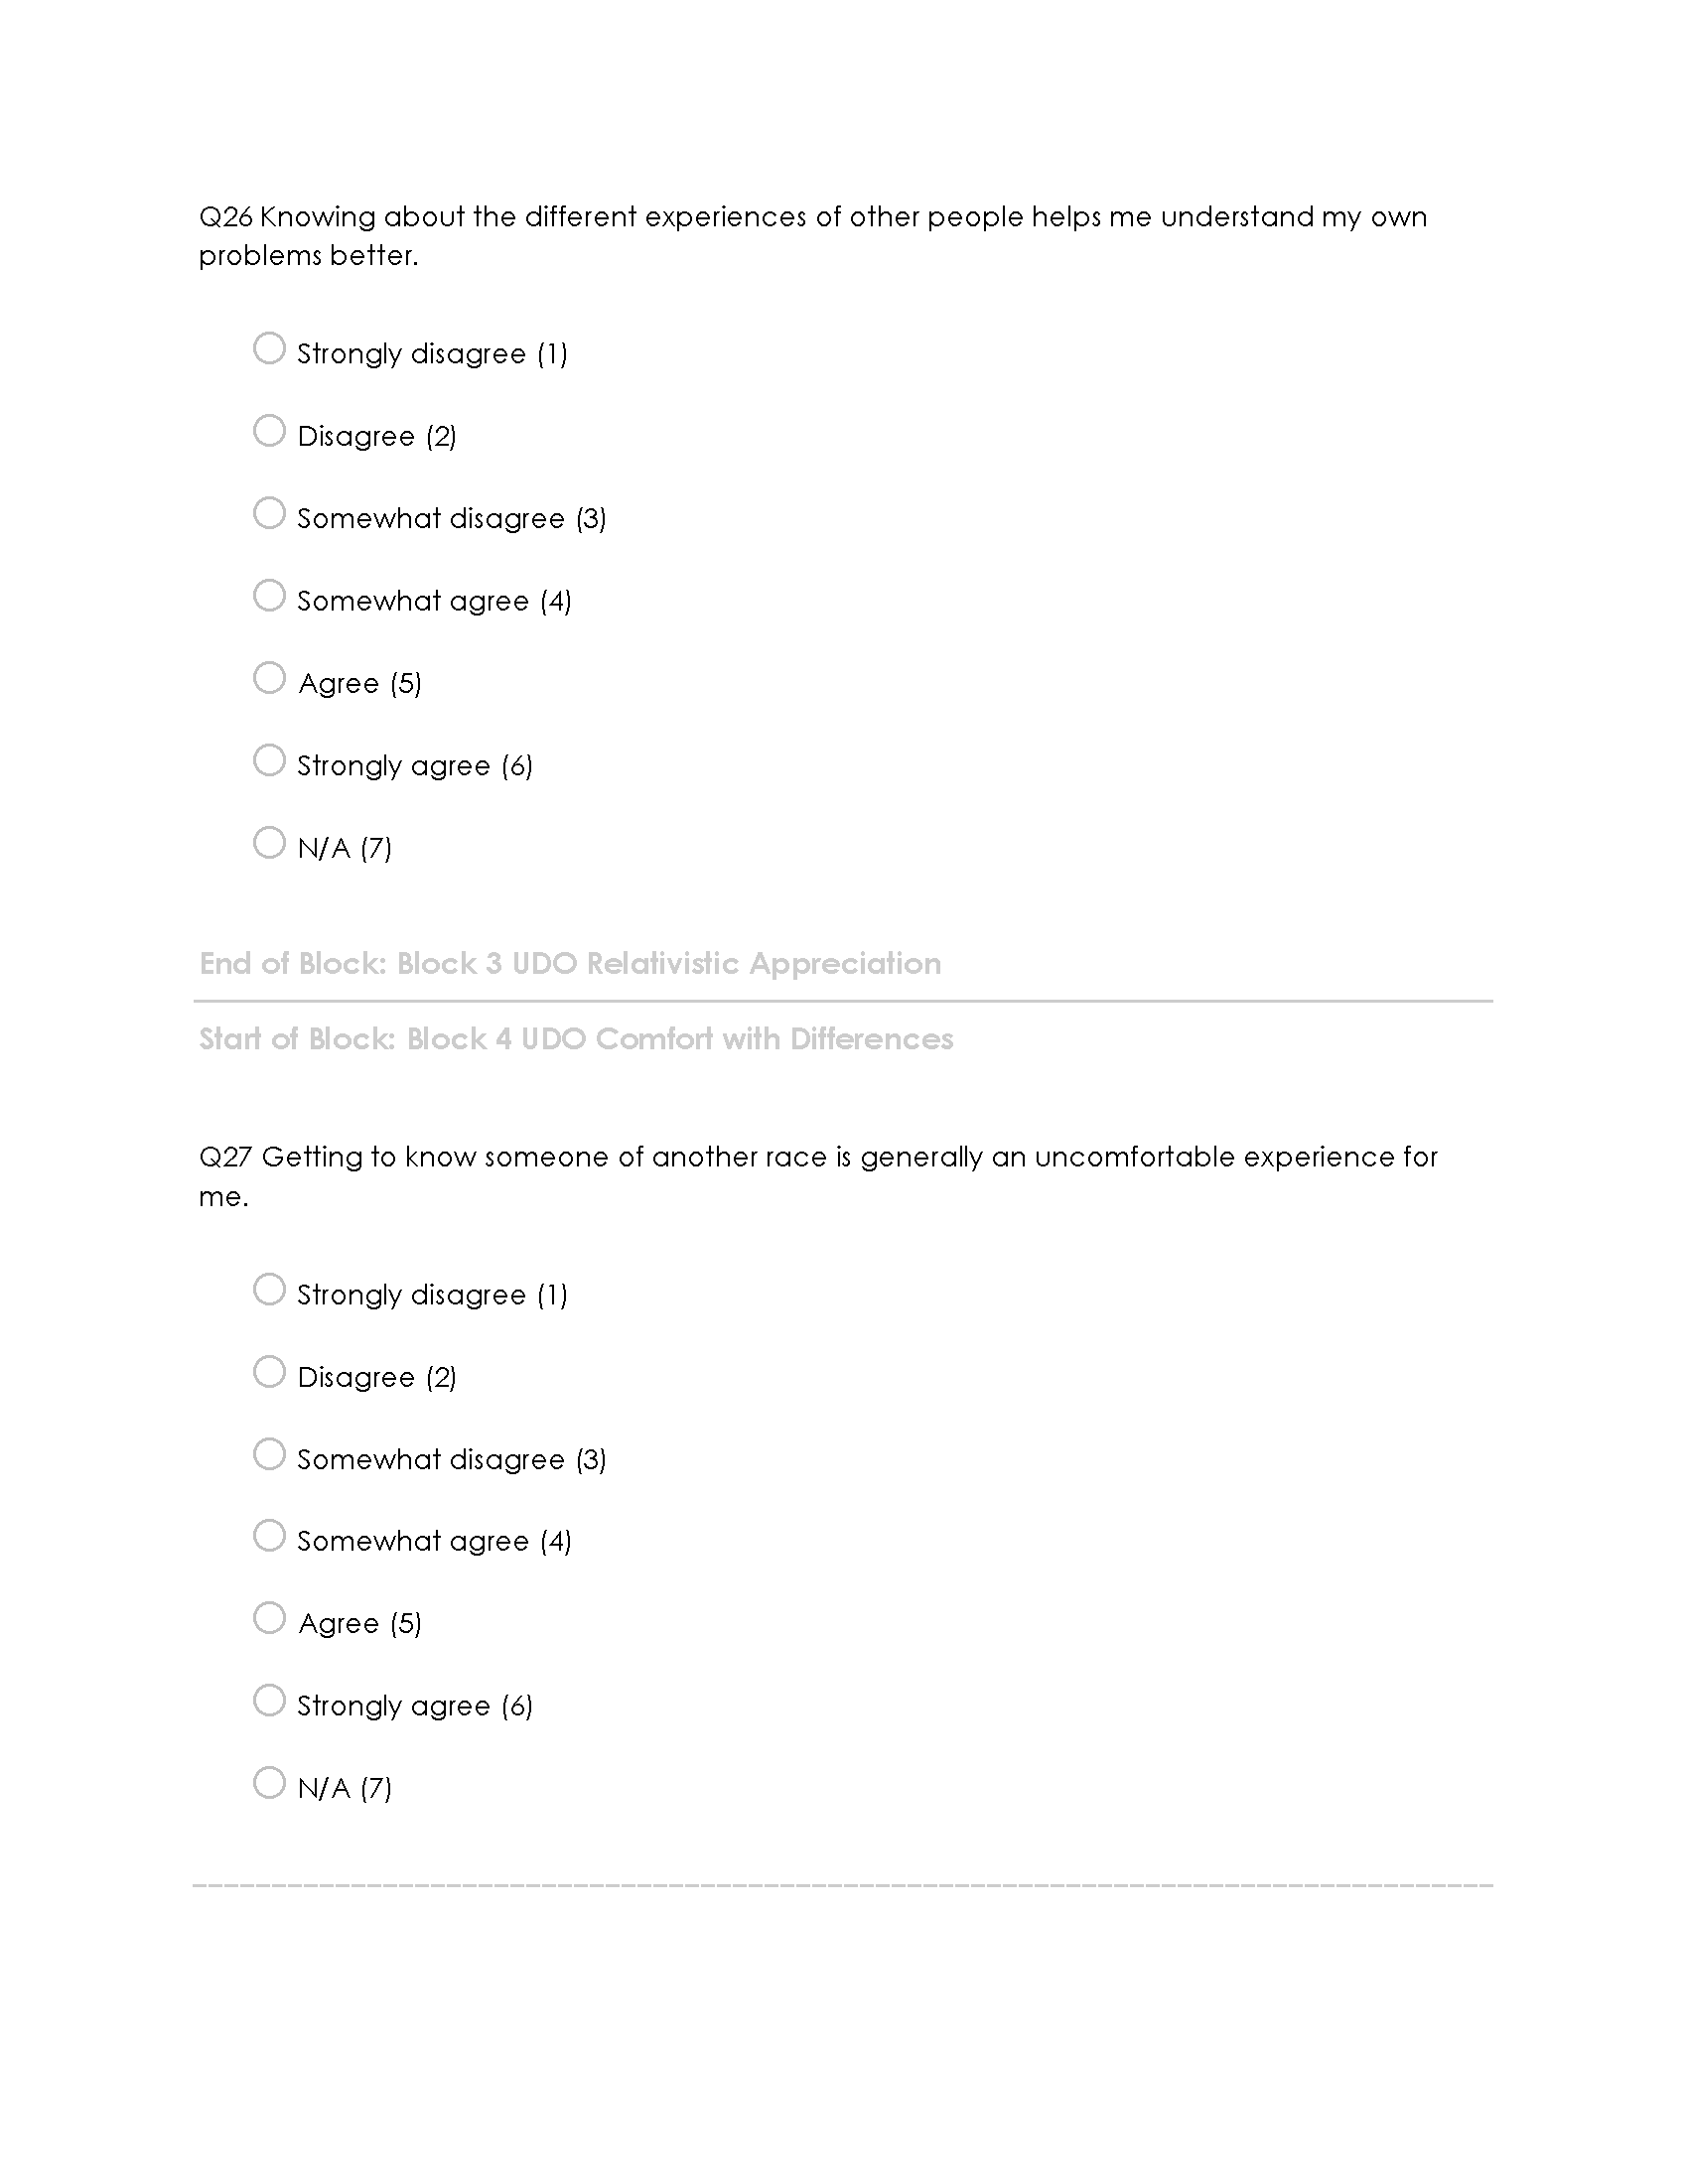 Q26 Knowing about the different experiences of other people helps me understand my own
problems better.
Strongly disagree (1)
Disagree (2)
Somewhat disagree (3)
Somewhat agree (4)
Agree (5)
Strongly agree (6)
N/A (7)
End of Block: Block 3 UDO Relativistic Appreciation
Start of Block: Block 4 UDO Comfort with Differences
Q27 Getting to know someone of another race is generally an uncomfortable experience for
me.
Strongly disagree (1)
Disagree (2)
Somewhat disagree (3)
Somewhat agree (4)
Agree (5)
Strongly agree (6)
N/A (7)